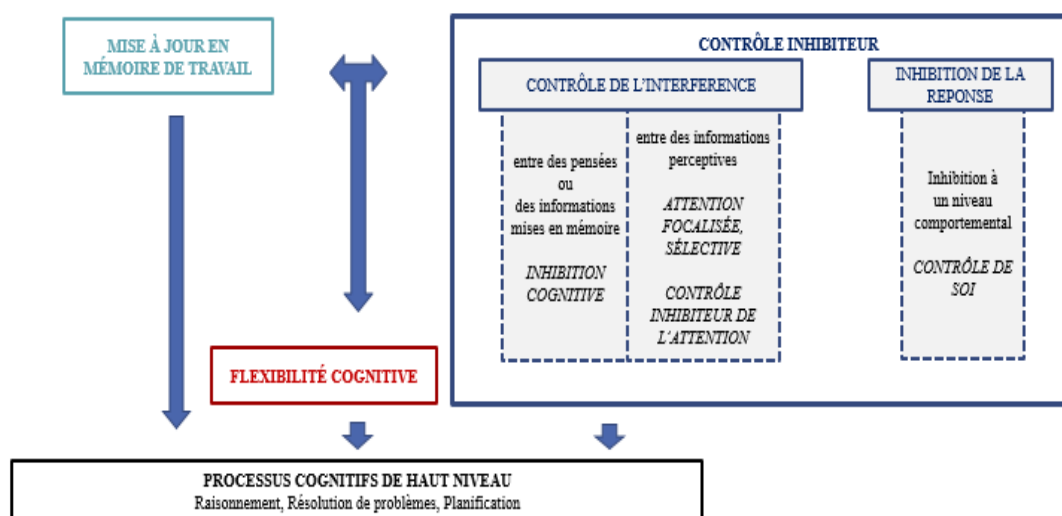 MISE À JOUR EN
MÉMOIRE DE TRAVAIL
CONTRÔLE INHIBITEUR
CONTRÔLE DE L'INTERFERENCE
entre des pensées
ou
des informations
mises en mémoire
INHIBITION
COGNITIVE
entre des informations
perceptives
ATTENTION
FOCALISÉE,
SÉLECTIVE
CONTRÔLE
INHIBITEUR DE
L'ATTENTION
INHIBITION DE LA
REPONSE
Inhibition à
un niveau
comportemental
CONTRÔLE DE
SOI
FLEXIBILITÉ COGNITIVE
PROCESSUS COGNITIFS DE HAUT NIVEAU
Raisonnement, Résolution de problèmes, Planification